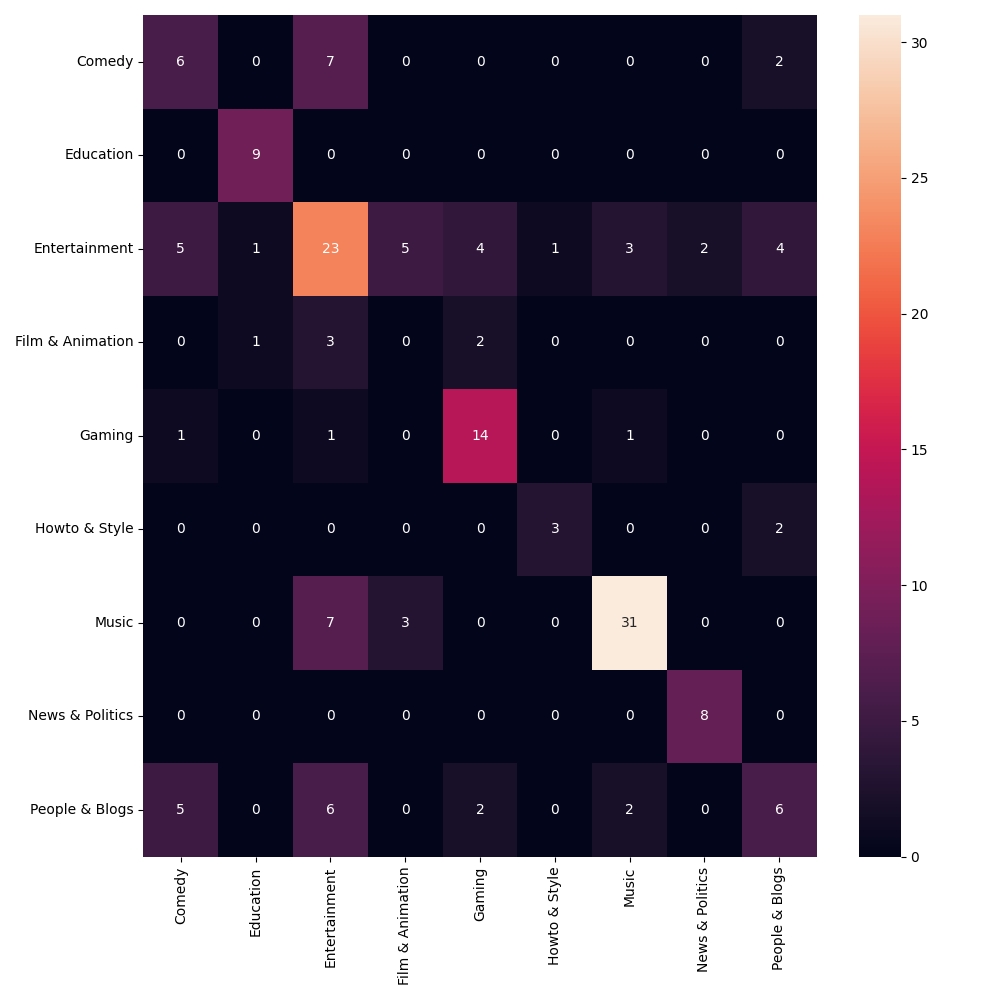 Comedy 6 0 7 0 0 0 0 0 2
Education 0 9 0 0 0 0 0 0 0
Entertainment 5 1 23 5 4 1 3 2 4
Film & Animation 0 1 3 0 2 0 0 0 0
Gaming 1 0 1 0 14 0 1 0 0
Howto & Style 0 0 0 0 0 3 0 0 2
Music 0 0 7 3 0 0 31 0 0
News & Politics 0 0 0 0 0 0 0 8 0
People & Blogs 5 0 6 0 2 0 2 0 6
Comedy
Education
Entertainment
Film & Animation
Gaming
Howto & Style
Music
News & Politics
People & Blogs
30
25
20
15
10
5
0